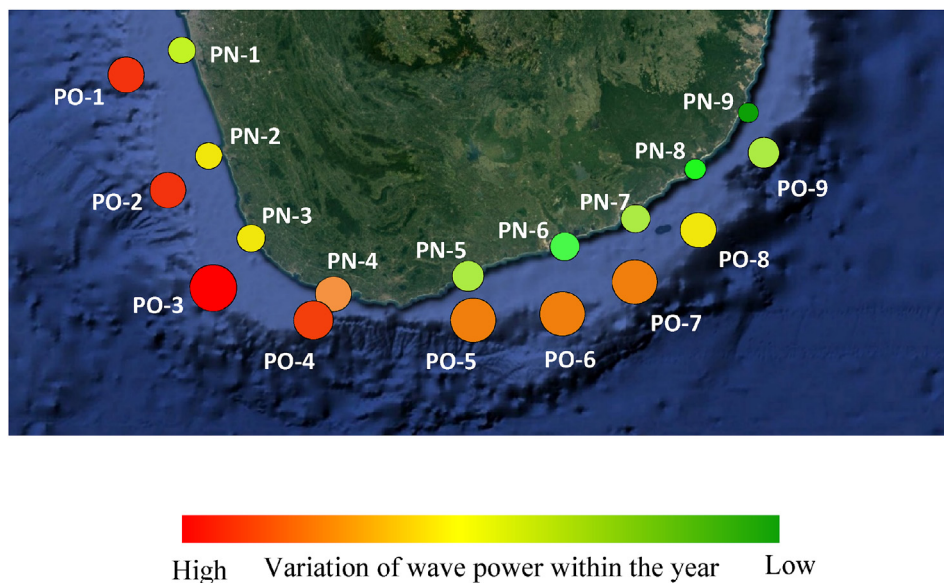 PN-1
PO-1
PN-9
PN-2
PN-8
PO-2
PO-9
PN-3
PN-7
PN-6
PN-5
PO-8
PN-4
PO-3
PO-7
PO-4
PO-5
PO-6
High Variation of wave power within the year Low